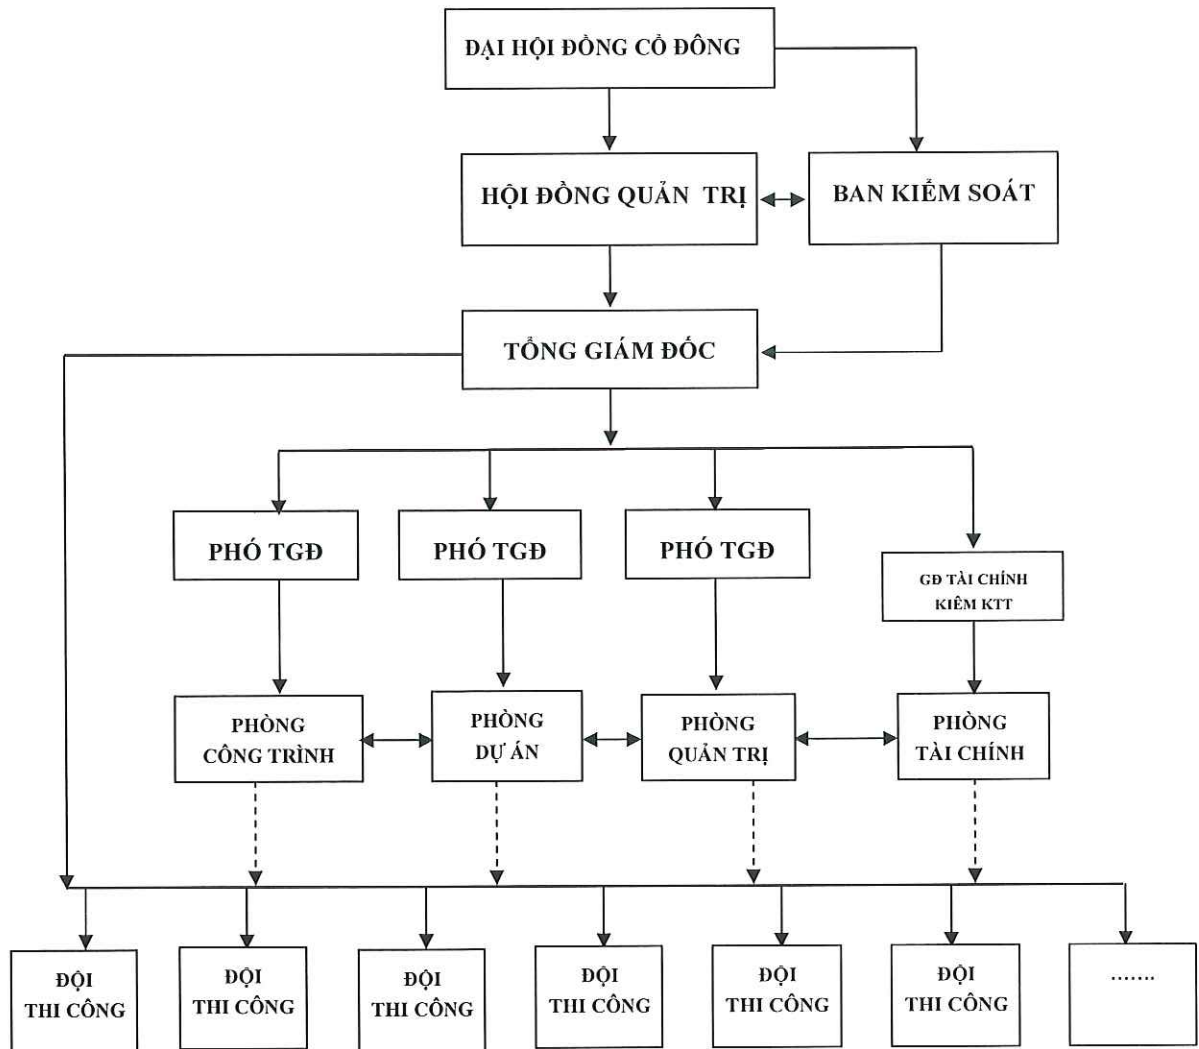 ĐẠI HỘI ĐỒNG CỔ ĐÔNG
HỘI ĐỒNG QUẢN TRỊ
BAN KIỂM SOÁT
TỔNG GIÁM ĐỐC
PHÓ TGĐ
PHÓ TGĐ
PHÓ TGĐ
GĐ TÀI CHÍNH
KIÊM KTT
PHÒNG
CÔNG TRÌNH
PHÒNG
DỰ ÁN
PHÒNG
QUẢN TRỊ
PHÒNG
TÀI CHÍNH
ĐỘI
THI CÔNG
ĐỘI
THI CÔNG
ĐỘI
THI CÔNG
ĐỘI
THI CÔNG
ĐỘI
THI CÔNG
ĐỘI
THI CÔNG
.......